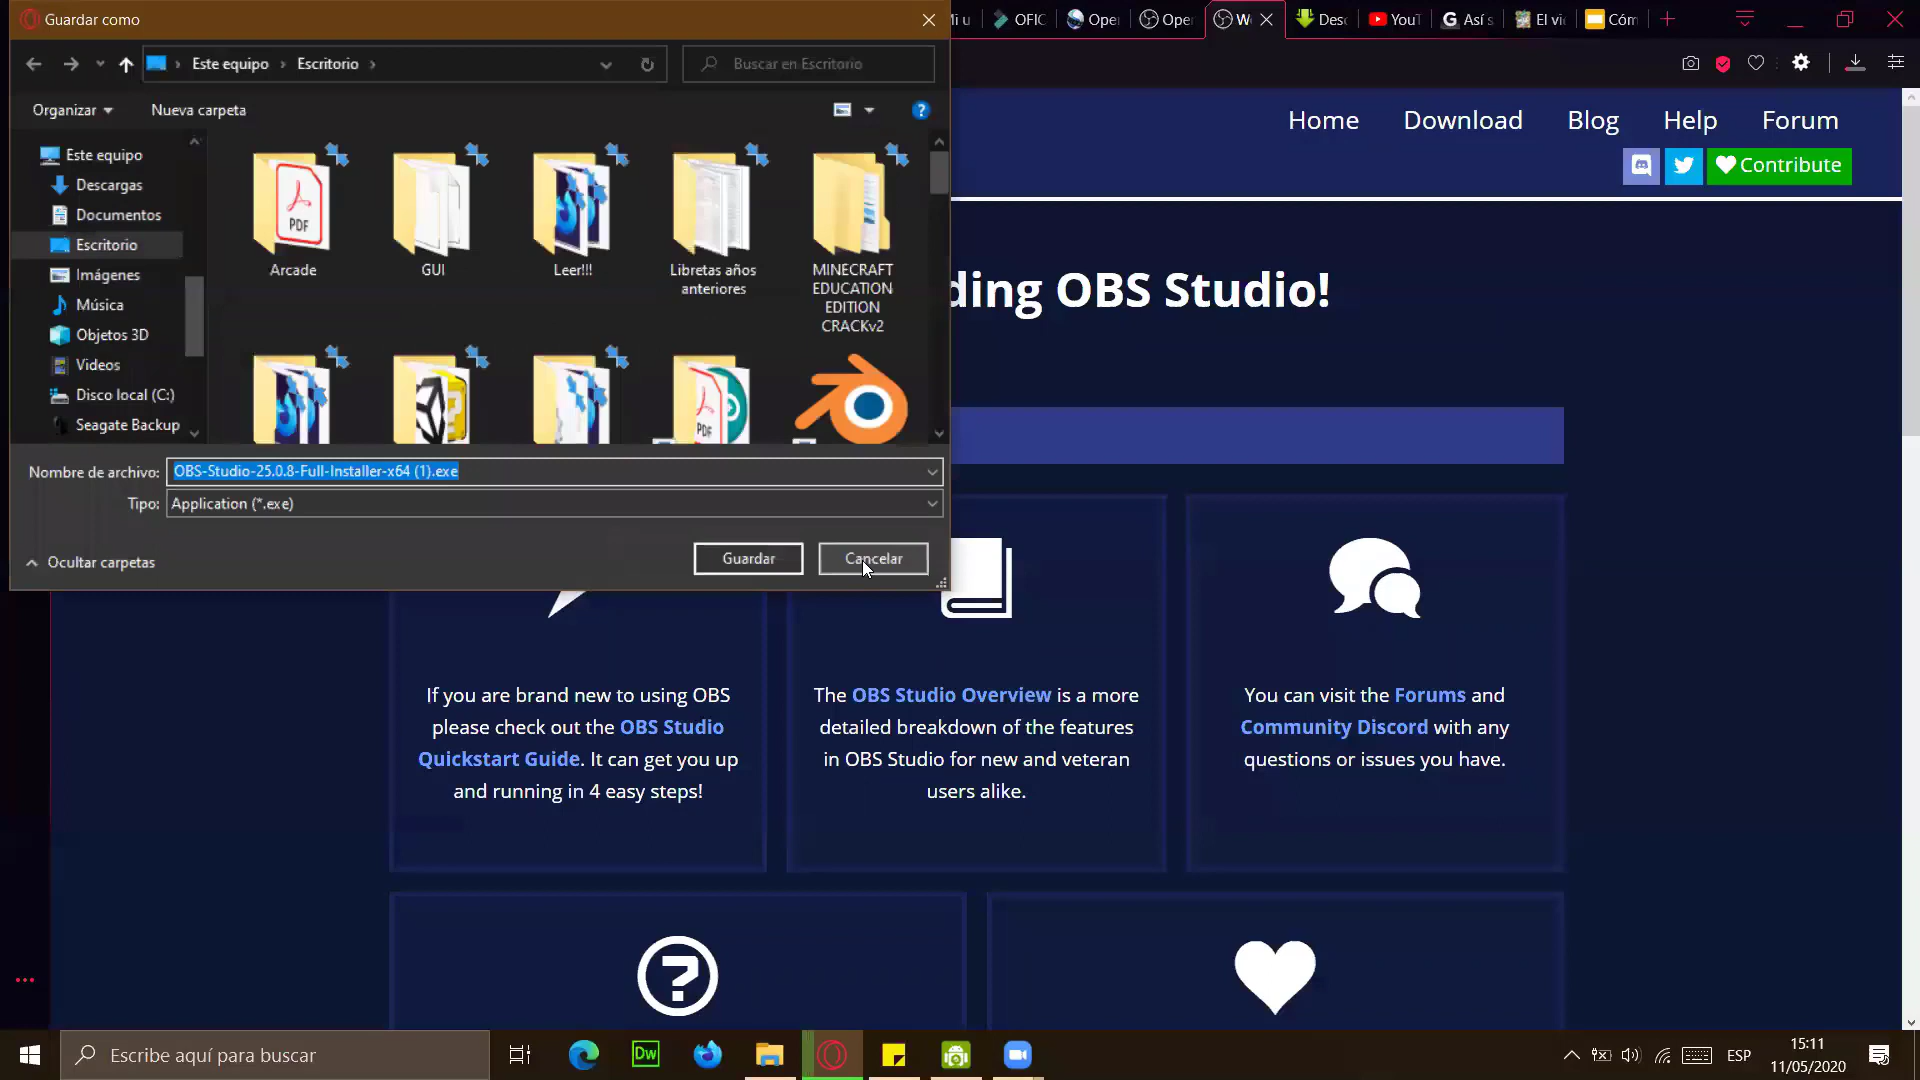 Guardar como
Mi u
OFIC
Oper
Oper
W
Desc
YouT
Así s
El vi
Cóm
Este equipo
Escritorio
Buscar en Escritorio
Organizar
Nueva carpeta
Este equipo
Descargas
Documentos
Escritorio
Imágenes
Música
Objetos 3D
Videos
Disco local (C:)
Seagate Backup
PDF
Arcade
GUI
Leer!!!
Libretas años
anteriores
MINECRAFT
EDUCATION
EDITION
CRACKv2
PDF
Nombre de archivo:
OBS-Studio-25.0.8-Full-Installer-x64 (1).exe
Tipo:
Application (*.exe)
Ocultar carpetas
Guardar
Cancelar
Home
Download
Blog
Help
Forum
Contribute
ding OBS Studio!
If you are brand new to using OBS
please check out the OBS Studio
Quickstart Guide. It can get you up
and running in 4 easy steps!
The OBS Studio Overview is a more
detailed breakdown of the features
in OBS Studio for new and veteran
users alike.
You can visit the Forums and
Community Discord with any
questions or issues you have.
Escribe aquí para buscar
Dw
ESP
15:11
11/05/2020